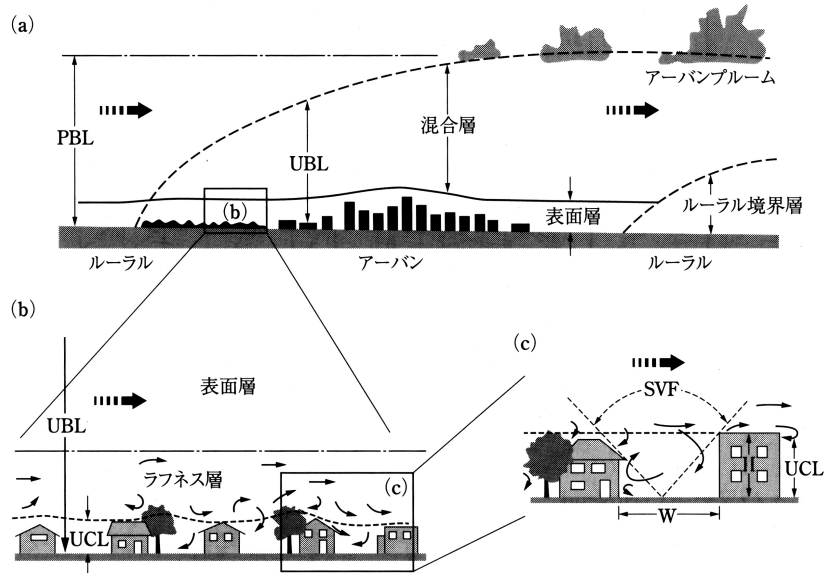 (a)
アーバンプルーム
PBL
UBL
混合層
(b)
表面層
ルーラル境界層
ルーラル
アーバン
ルーラル
(b)
表面層
UBL
ラフネス層
(c)
UCL
(c)
SVF
H
UCL
W